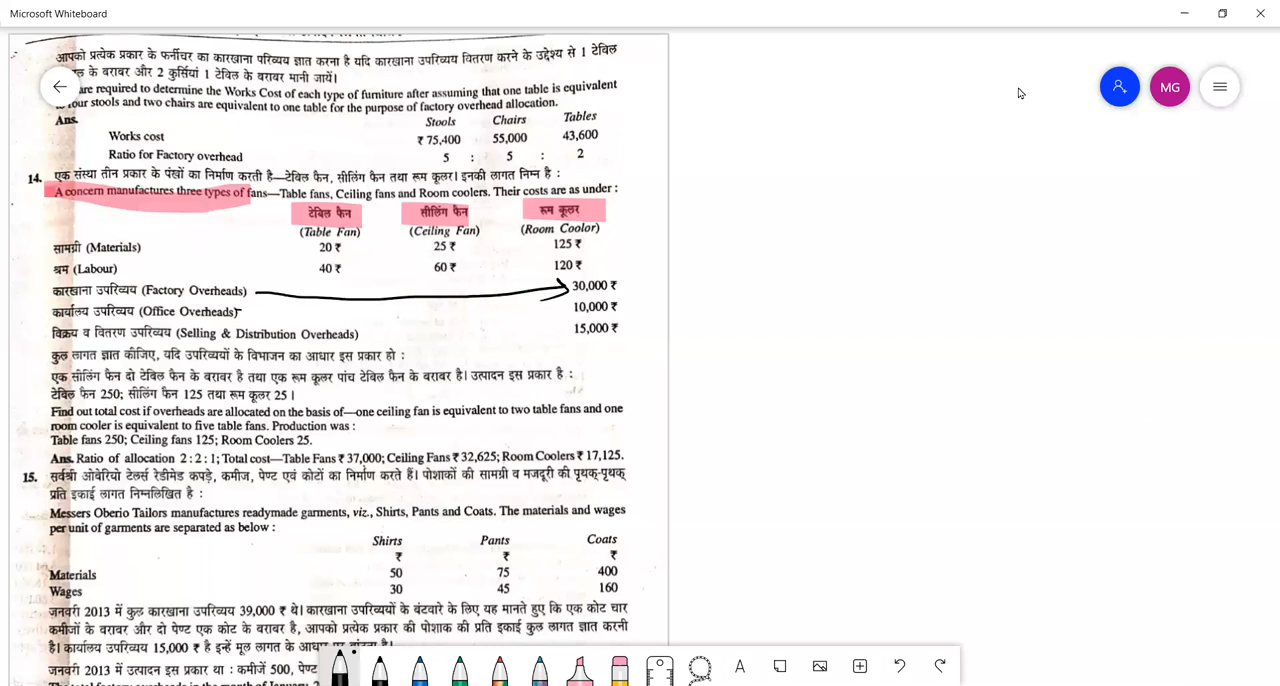 Microsoft Whiteboard
आपको प्रत्येक प्रकार के फर्नीचर का कारखाना परिव्यय ज्ञात करना है यदि कारखाना उपरिव्यय वितरण करने के उद्देश्य से 1 टेबिल
के बराबर और 2 कुर्सियां 1 टेबिल के बराबर मानी जायें।
are required to determine the Works Cost of each type of furniture after assuming that one table is equivalent
four stools and two chairs are equivalent to one table for the purpose of factory overhead allocation.
MG
Ans. Stools Chairs Tables
Works cost ₹ 75,400 55,000 43,600
Ratio for Factory overhead 5 : 5 : 2
14. एक संस्था तीन प्रकार के पंखों का निर्माण करती है—टेबिल फैन, सीलिंग फैन तथा रूम कूलर। इनकी लागत निम्न है :
A concern manufactures three types of fans—Table fans, Ceiling fans and Room coolers. Their costs are as under :
टेबिल फैन सीलिंग फैन रूम कूलर
(Table Fan) (Ceiling Fan) (Room Coolor)
सामग्री (Materials) 20 ₹ 25 ₹ 125 ₹
श्रम (Labour) 40 ₹ 60 ₹ 120 ₹
कारखाना उपरिव्यय (Factory Overheads) 30,000 ₹
कार्यालय उपरिव्यय (Office Overheads) 10,000 ₹
विक्रय व वितरण उपरिव्यय (Selling & Distribution Overheads) 15,000 ₹
कुल लागत ज्ञात कीजिए, यदि उपरिव्ययों के विभाजन का आधार इस प्रकार हो :
एक सीलिंग फैन दो टेबिल फैन के बराबर है तथा एक रूम कूलर पांच टेबिल फैन के बराबर है। उत्पादन इस प्रकार है :
टेबिल फैन 250; सीलिंग फैन 125 तथा रूम कूलर 25 ।
Find out total cost if overheads are allocated on the basis of—one ceiling fan is equivalent to two table fans and one
room cooler is equivalent to five table fans. Production was :
Table fans 250; Ceiling fans 125; Room Coolers 25.
Ans. Ratio of allocation 2 : 2 : 1; Total cost—Table Fans ₹ 37,000; Ceiling Fans ₹ 32,625; Room Coolers ₹ 17,125.
15. सर्वश्री ओबेरियो टेलर्स रेडीमेड कपड़े, कमीज, पेण्ट एवं कोटों का निर्माण करते हैं। पोशाकों की सामग्री व मजदूरी की पृथक्-पृथक्
प्रति इकाई लागत निम्नलिखित है :
Messers Oberio Tailors manufactures readymade garments, viz., Shirts, Pants and Coats. The materials and wages
per unit of garments are separated as below :
Shirts Pants Coats
₹ ₹ ₹
Materials 50 75 400
Wages 30 45 160
जनवरी 2013 में कुल कारखाना उपरिव्यय 39,000 ₹ थे। कारखाना उपरिव्ययों के बंटवारे के लिए यह मानते हुए कि एक कोट चार
कमीजों के बराबर और दो पेण्ट एक कोट के बराबर है, आपको प्रत्येक प्रकार की पोशाक की प्रति इकाई कुल लागत ज्ञात करनी
है। कार्यालय उपरिव्यय 15,000 ₹ है इन्हें मूल लागत के
जनवरी 2013 में उत्पादन इस प्रकार था : कमीजें 500, पेण्ट
A